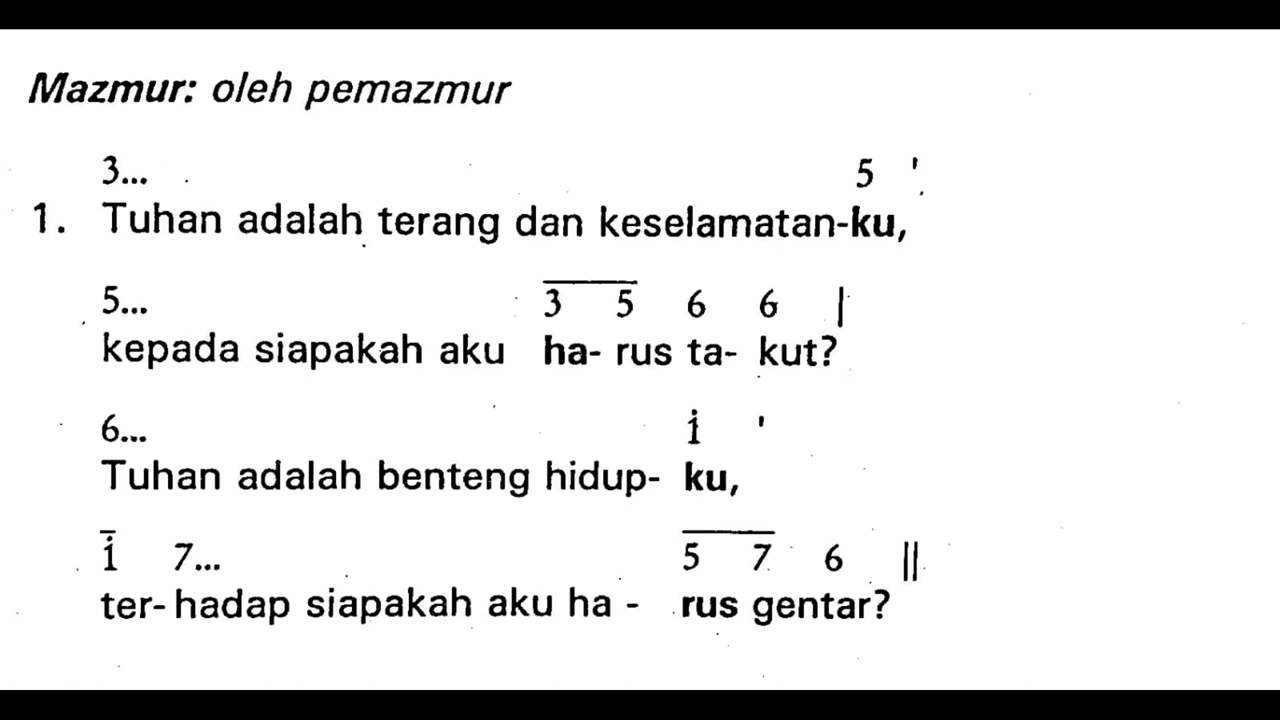 Mazmur: oleh pemazmur
3... 5 '
1. Tuhan adalah terang dan keselamatan-ku,
5... 3 5 6 6 |
kepada siapakah aku ha- rus ta- kut?
6... i '
Tuhan adalah benteng hidup- ku,
i 7... 5 7 6 ||
ter- hadap siapakah aku ha - rus gentar?